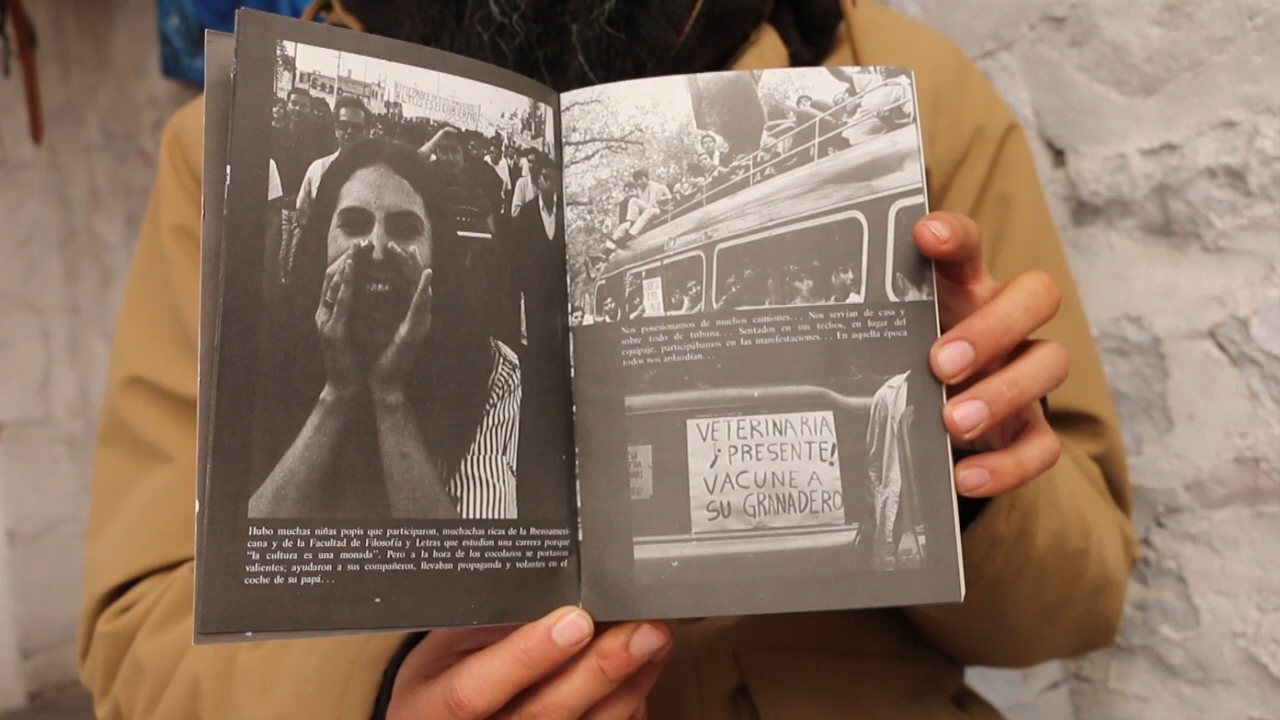 Hubo muchas niñas popis que participaron, muchachas ricas de la Iberoameri-
cana y de la Facultad de Filosofía y Letras que estudian una carrera porque
"la cultura es una monada". Pero a la hora de los cocolazos se portaron
valientes; ayudaron a sus compañeros, llevaban propaganda y volantes en el
coche de su papá...
Nos posesionamos de muchos camiones... Nos servían de casa y
sobre todo de tribuna... Sentados en sus techos, en lugar del
equipaje, participábamos en las manifestaciones... En aquella época
todos nos aplaudían...
VETERINARIA
¡PRESENTE!
VACUNE A
SU GRANADERO